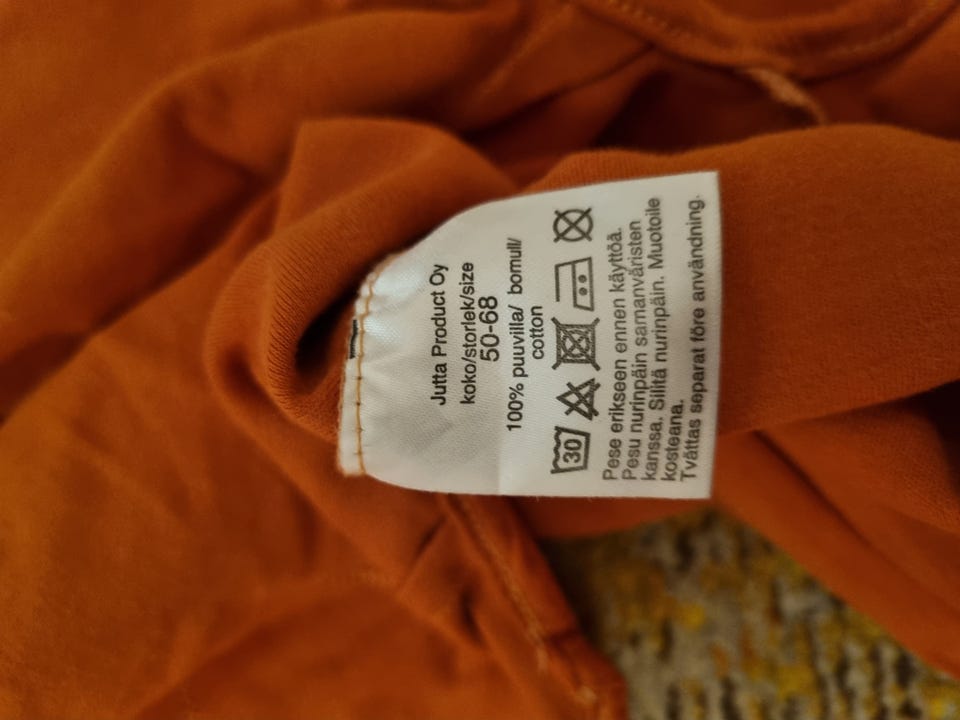 Jutta Product Oy
koko/storlek/size
50-68
100% puuvilla/ bomull/
cotton
30
Pese erikseen ennen käyttöä.
Pesu nurinpäin samanväristen
kanssa. Silitä nurinpäin. Muotoile
kosteana.
Tvättas separat före användning.